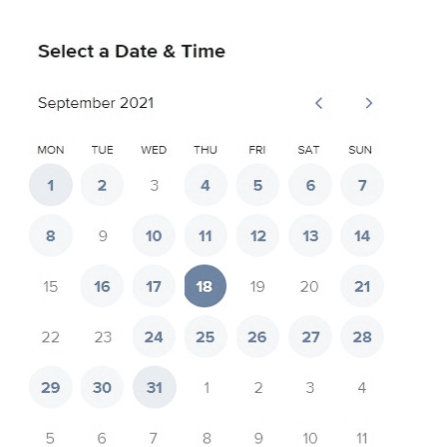 Select a Date & Time
September 2021
MON TUE WED THU FRI SAT SUN
1 2 3 4 5 6 7
8 9 10 11 12 13 14
15 16 17 18 19 20 21
22 23 24 25 26 27 28
29 30 31 1 2 3 4
5 6 7 8 9 10 11